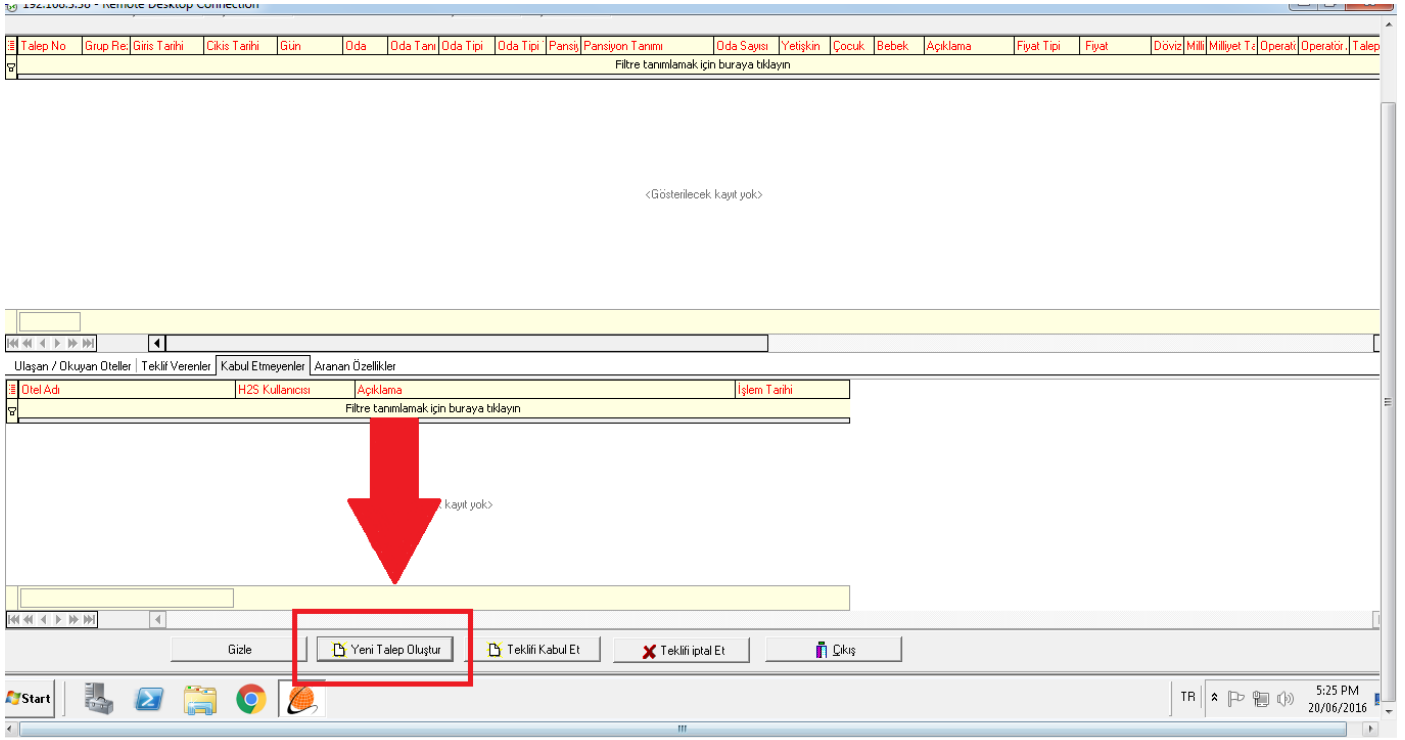 Remote Desktop Connection
Talep No Grup Re: Giris Tarihi Cikis Tarihi Gün Oda Oda Tanı Oda Tipi Oda Tipi Pansiy Pansiyon Tanımı Oda Sayısı Yetişkin Çocuk Bebek Açıklama Fiyat Tipi Fiyat Döviz Milli Milliyet Ta Operatö Operatör. Talep
Filtre tanımlamak için buraya tıklayın
<Gösterilecek kayıt yok>
Ulaşan / Okuyan Oteller Teklif Verenler Kabul Etmeyenler Aranan Özellikler
Otel Adı H2S Kullanıcısı Açıklama İşlem Tarihi
Filtre tanımlamak için buraya tıklayın
kayıt yok>
Gizle Yeni Talep Oluştur Teklifi Kabul Et Teklifi iptal Et Çıkış
Start TR 5:25 PM
20/06/2016